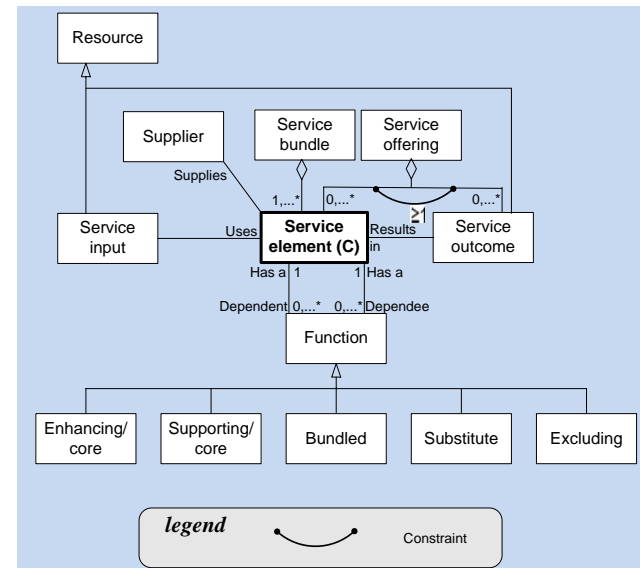 Resource
Supplier
Service
bundle
Service
offering
Supplies
1,...*
0,...*
0,...*
≥1
Service
input
Uses
Service
element (C)
Results
in
Service
outcome
Has a
1
1
Has a
Dependent
0,...*
0,...*
Dependee
Function
Enhancing/
core
Supporting/
core
Bundled
Substitute
Excluding
legend
Constraint